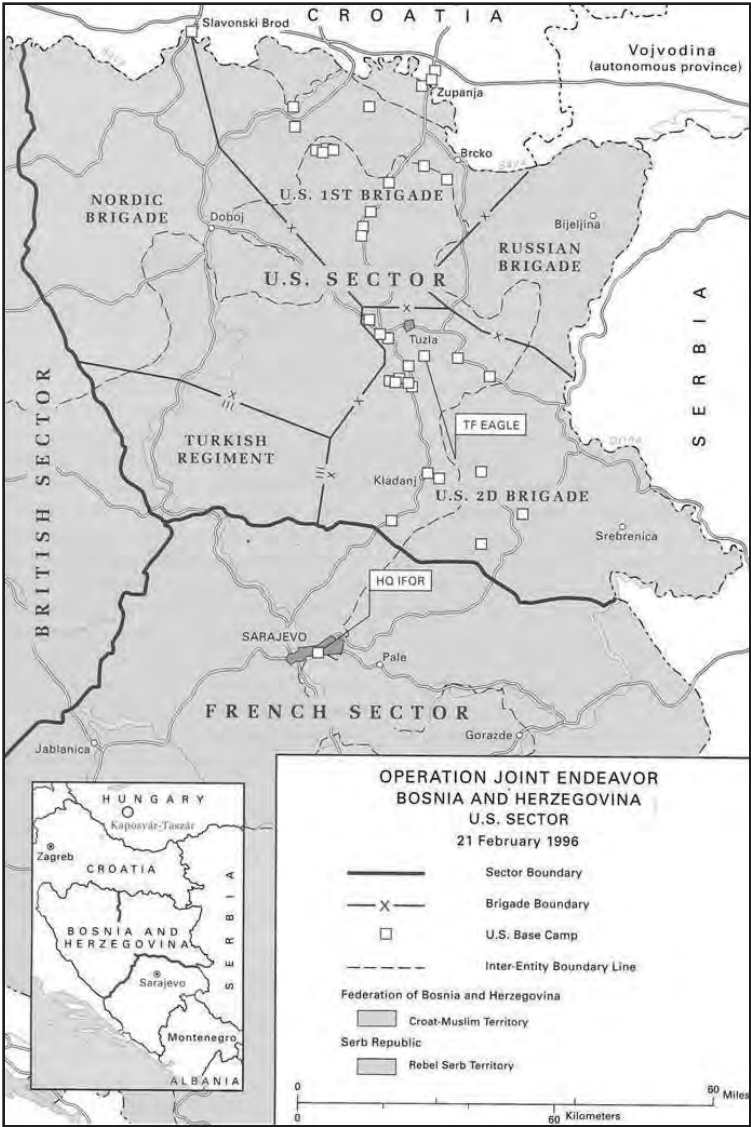 CROATIA
Slavonski Brod
Vojvodina
(autonomous province)
Sava
Zupanja
Brcko
Sava
NORDIC
BRIGADE
U.S. 1ST BRIGADE
Doboj
Bijeljina
RUSSIAN
BRIGADE
U.S. SECTOR
X
X
X
X
SERBIA
Tuzla
BRITISH SECTOR
III
X
TF EAGLE
TURKISH
REGIMENT
Drina
III
X
Kladanj
U.S. 2D BRIGADE
Srebrenica
HQ IFOR
SARAJEVO
Pale
FRENCH SECTOR
Gorazde
Jablanica
OPERATION JOINT ENDEAVOR
BOSNIA AND HERZEGOVINA
U.S. SECTOR
21 February 1996
Sector Boundary
X
Brigade Boundary
U.S. Base Camp
Inter-Entity Boundary Line
Federation of Bosnia and Herzegovina
Croat-Muslim Territory
Serb Republic
Rebel Serb Territory
0
60
Miles
0
60
Kilometers
HUNGARY
Kaposvár-Taszár
Zagreb
CROATIA
BOSNIA AND
HERZEGOVINA
SERBIA
Sarajevo
Montenegro
ALBANIA